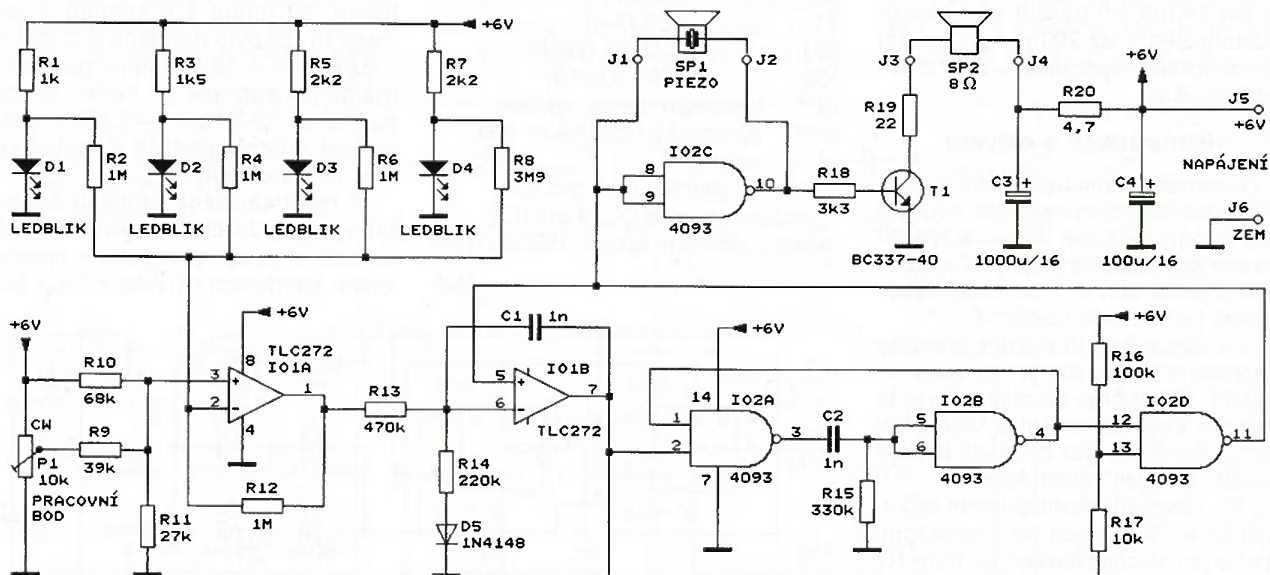 +6V
R1
1k
R3
1k5
R5
2k2
R7
2k2
D1
R2
1M
D2
R4
1M
D3
R6
1M
D4
R8
3M9
LEDBLIK
LEDBLIK
LEDBLIK
LEDBLIK
J1
SP1
PIEZO
J2
J3
SP2
8Ω
J4
IO2C
8
9
10
4093
R18
3k3
R19
22
T1
BC337-40
R20
4,7
J5
+6V
NAPÁJENÍ
C3
+
1000u/16
C4
+
100u/16
J6
ZEM
+6V
R10
68k
CW
P1
10k
PRACOVNÍ
BOD
R9
39k
R11
27k
+6V
TLC272
IO1A
8
3
+
2
-
1
4
R12
1M
R13
470k
C1
1n
5
+
IO1B
7
6
-
TLC272
R14
220k
D5
1N4148
+6V
14
IO2A
1
2
3
7
4093
C2
1n
R15
330k
IO2B
5
6
4
4093
+6V
R16
100k
IO2D
12
13
11
4093
R17
10k